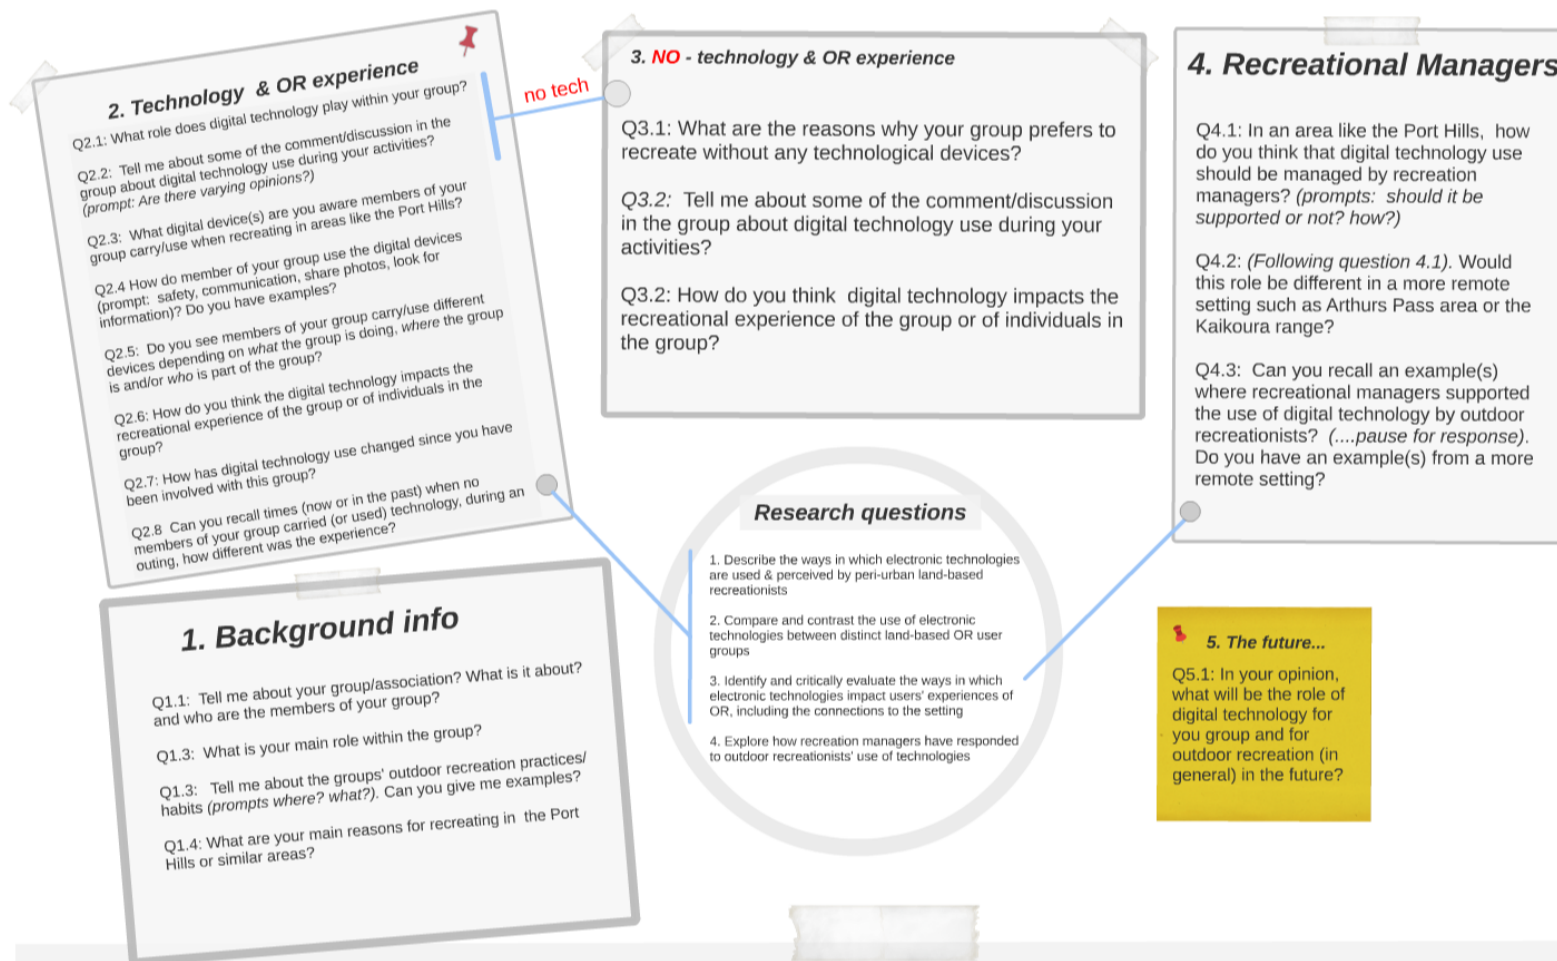 2. Technology & OR experience
Q2.1: What role does digital technology play within your group?
Q2.2: Tell me about some of the comment/discussion in the
group about digital technology use during your activities?
(prompt: Are there varying opinions?)
Q2.3: What digital device(s) are you aware members of your
group carry/use when recreating in areas like the Port Hills?
Q2.4 How do member of your group use the digital devices
(prompt: safety, communication, share photos, look for
information)? Do you have examples?
Q2.5: Do you see members of your group carry/use different
devices depending on what the group is doing, where the group
is and/or who is part of the group?
Q2.6: How do you think the digital technology impacts the
recreational experience of the group or of individuals in the
group?
Q2.7: How has digital technology use changed since you have
been involved with this group?
Q2.8 Can you recall times (now or in the past) when no
members of your group carried (or used) technology, during an
outing, how different was the experience?
no tech
3. NO - technology & OR experience
Q3.1: What are the reasons why your group prefers to
recreate without any technological devices?
Q3.2: Tell me about some of the comment/discussion
in the group about digital technology use during your
activities?
Q3.2: How do you think digital technology impacts the
recreational experience of the group or of individuals in
the group?
4. Recreational Managers
Q4.1: In an area like the Port Hills, how
do you think that digital technology use
should be managed by recreation
managers? (prompts: should it be
supported or not? how?)
Q4.2: (Following question 4.1). Would
this role be different in a more remote
setting such as Arthurs Pass area or the
Kaikoura range?
Q4.3: Can you recall an example(s)
where recreational managers supported
the use of digital technology by outdoor
recreationists? (....pause for response).
Do you have an example(s) from a more
remote setting?
1. Background info
Q1.1: Tell me about your group/association? What is it about?
and who are the members of your group?
Q1.3: What is your main role within the group?
Q1.3: Tell me about the groups' outdoor recreation practices/
habits (prompts where? what?). Can you give me examples?
Q1.4: What are your main reasons for recreating in the Port
Hills or similar areas?
Research questions
1. Describe the ways in which electronic technologies
are used & perceived by peri-urban land-based
recreationists
2. Compare and contrast the use of electronic
technologies between distinct land-based OR user
groups
3. Identify and critically evaluate the ways in which
electronic technologies impact users' experiences of
OR, including the connections to the setting
4. Explore how recreation managers have responded
to outdoor recreationists' use of technologies
5. The future...
Q5.1: In your opinion,
what will be the role of
digital technology for
you group and for
outdoor recreation (in
general) in the future?